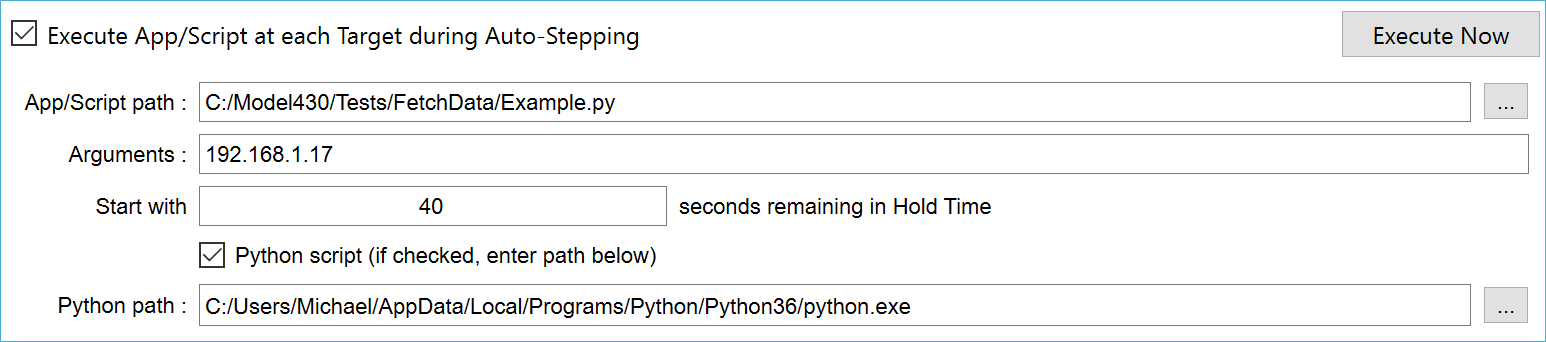 Execute App/Script at each Target during Auto-Stepping
Execute Now
App/Script path : C:/Model430/Tests/FetchData/Example.py ...
Arguments : 192.168.1.17
Start with 40 seconds remaining in Hold Time
Python script (if checked, enter path below)
Python path : C:/Users/Michael/AppData/Local/Programs/Python/Python36/python.exe ...